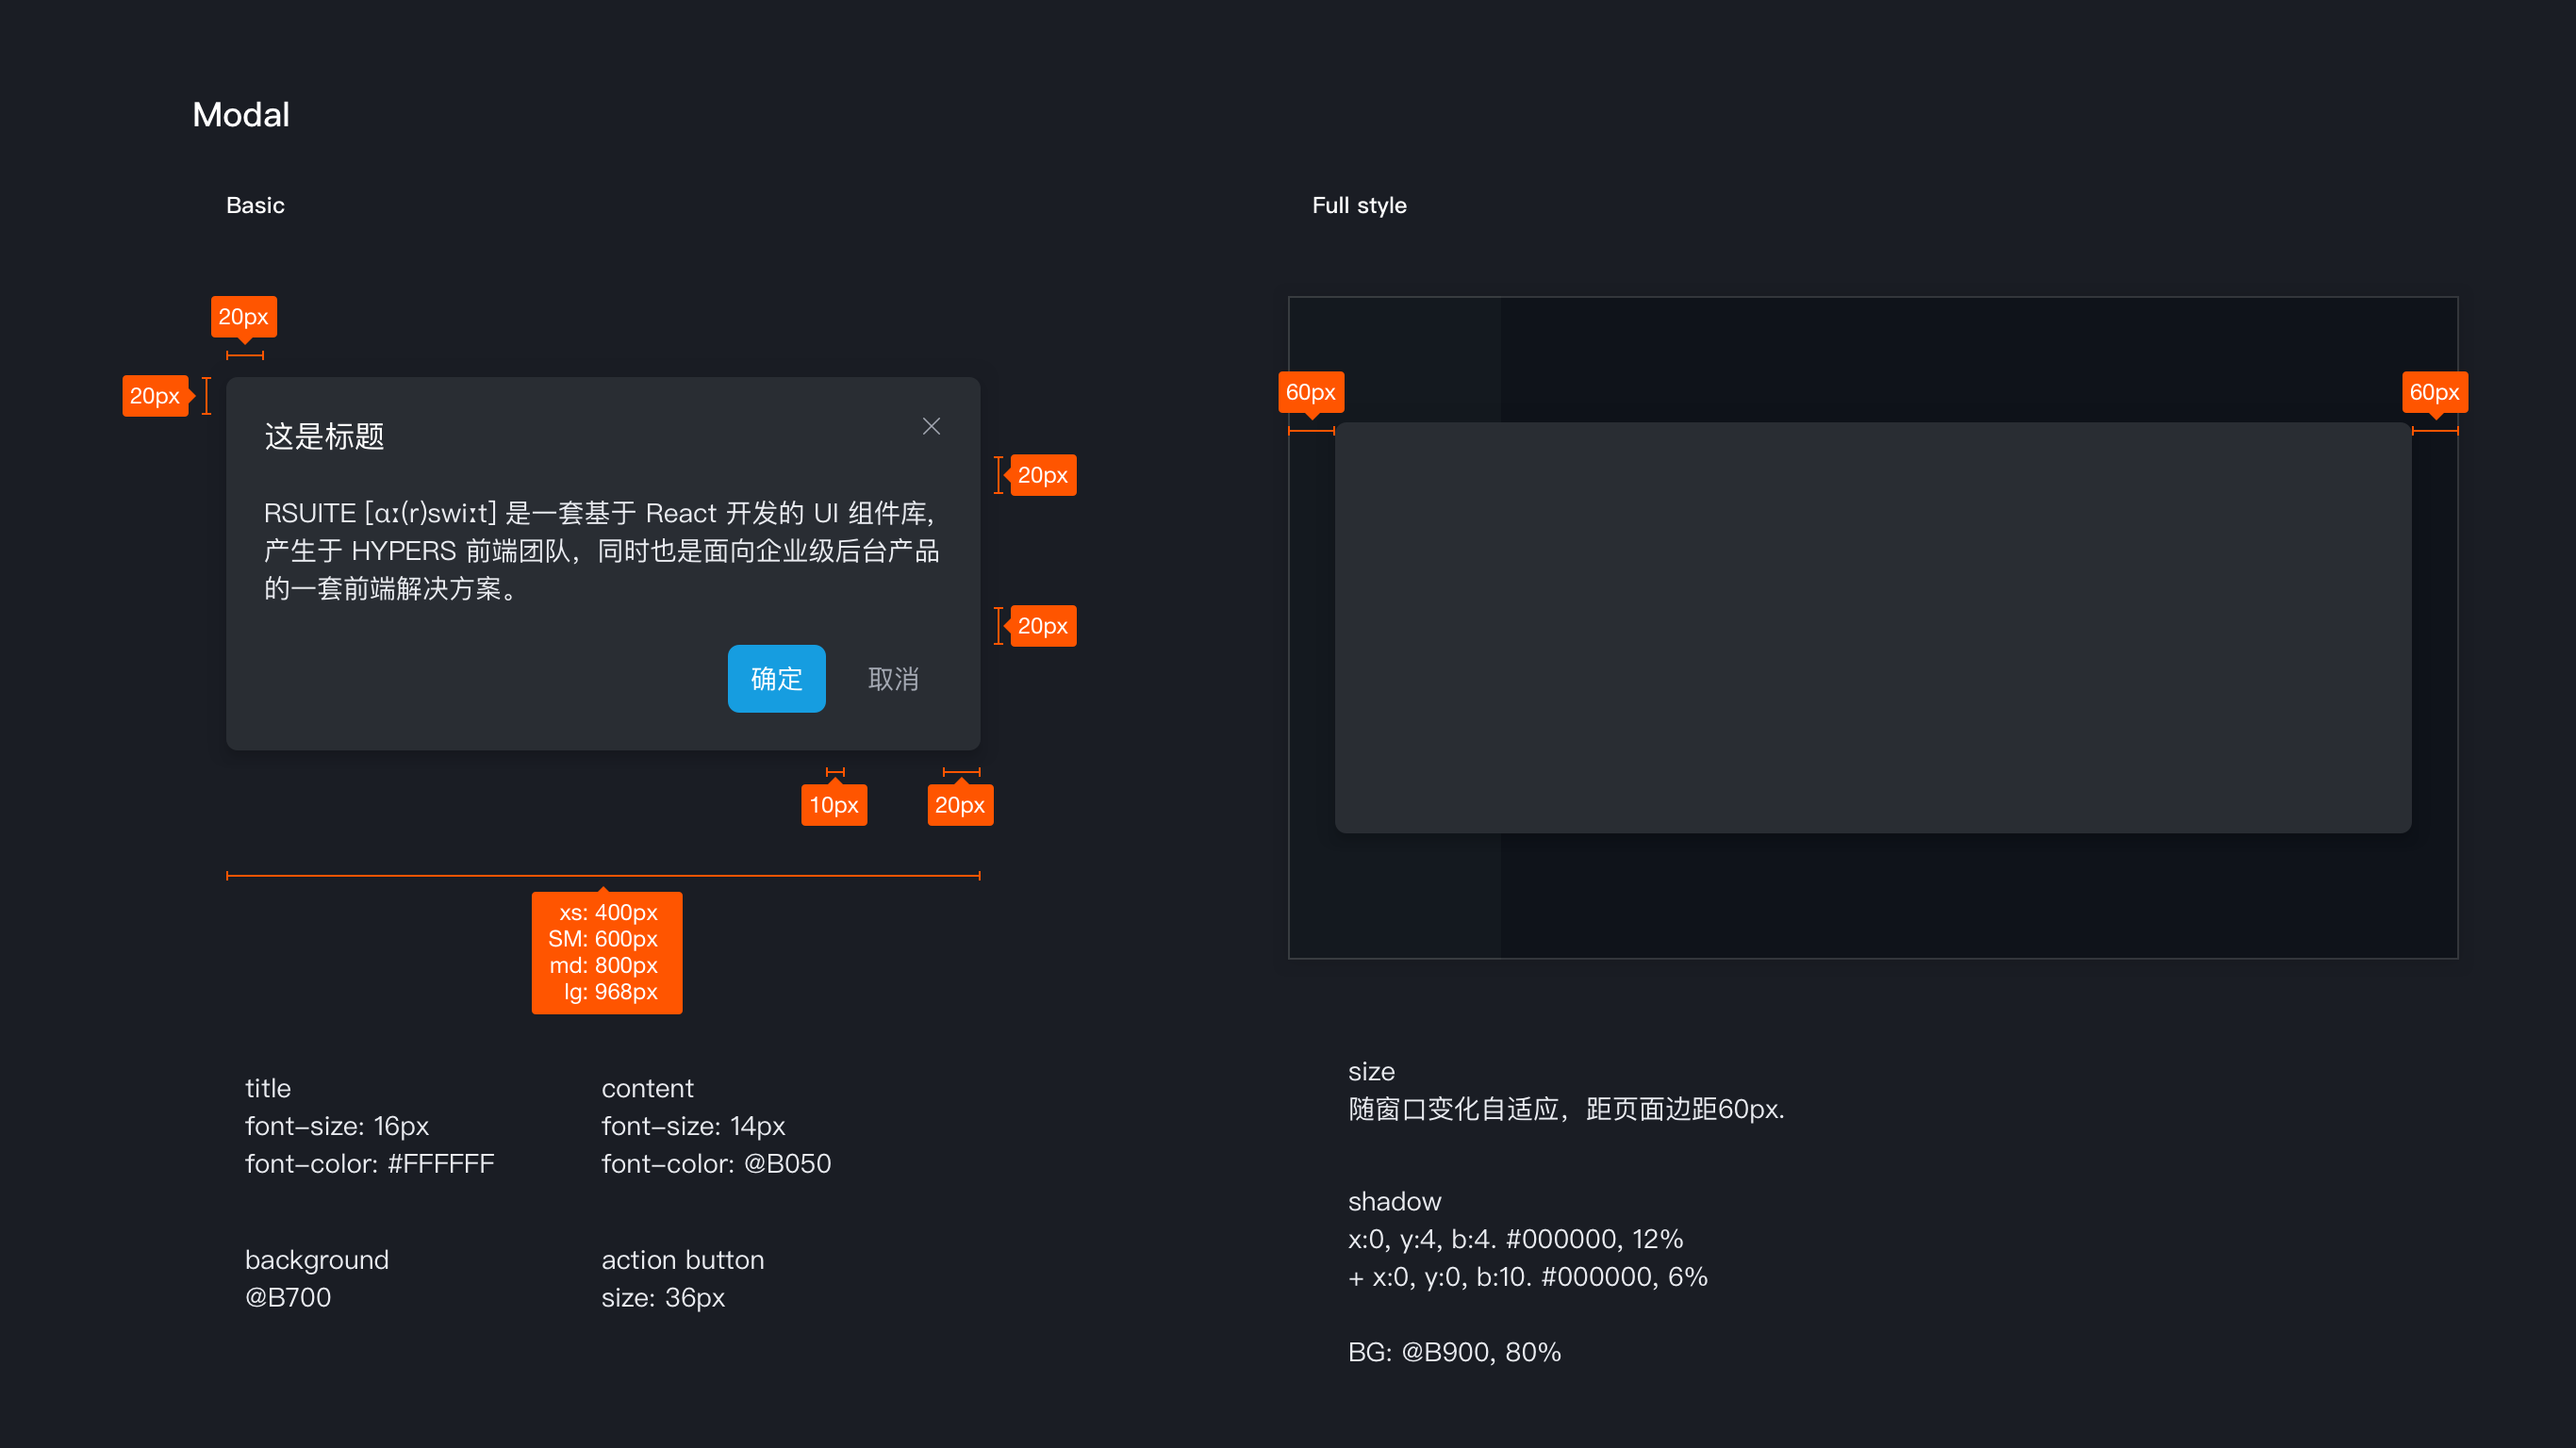 Modal
Basic
20px
20px
这是标题
20px
RSUITE [ɑː(r)swiːt] 是一套基于 React 开发的 UI 组件库,
产生于 HYPERS 前端团队，同时也是面向企业级后台产品
的一套前端解决方案。
20px
确定 取消
10px 20px
xs: 400px
SM: 600px
md: 800px
lg: 968px
title
font-size: 16px
font-color: #FFFFFF
content
font-size: 14px
font-color: @B050
background
@B700
action button
size: 36px
Full style
60px 60px
size
随窗口变化自适应，距页面边距60px.
shadow
x:0, y:4, b:4. #000000, 12%
+ x:0, y:0, b:10. #000000, 6%
BG: @B900, 80%